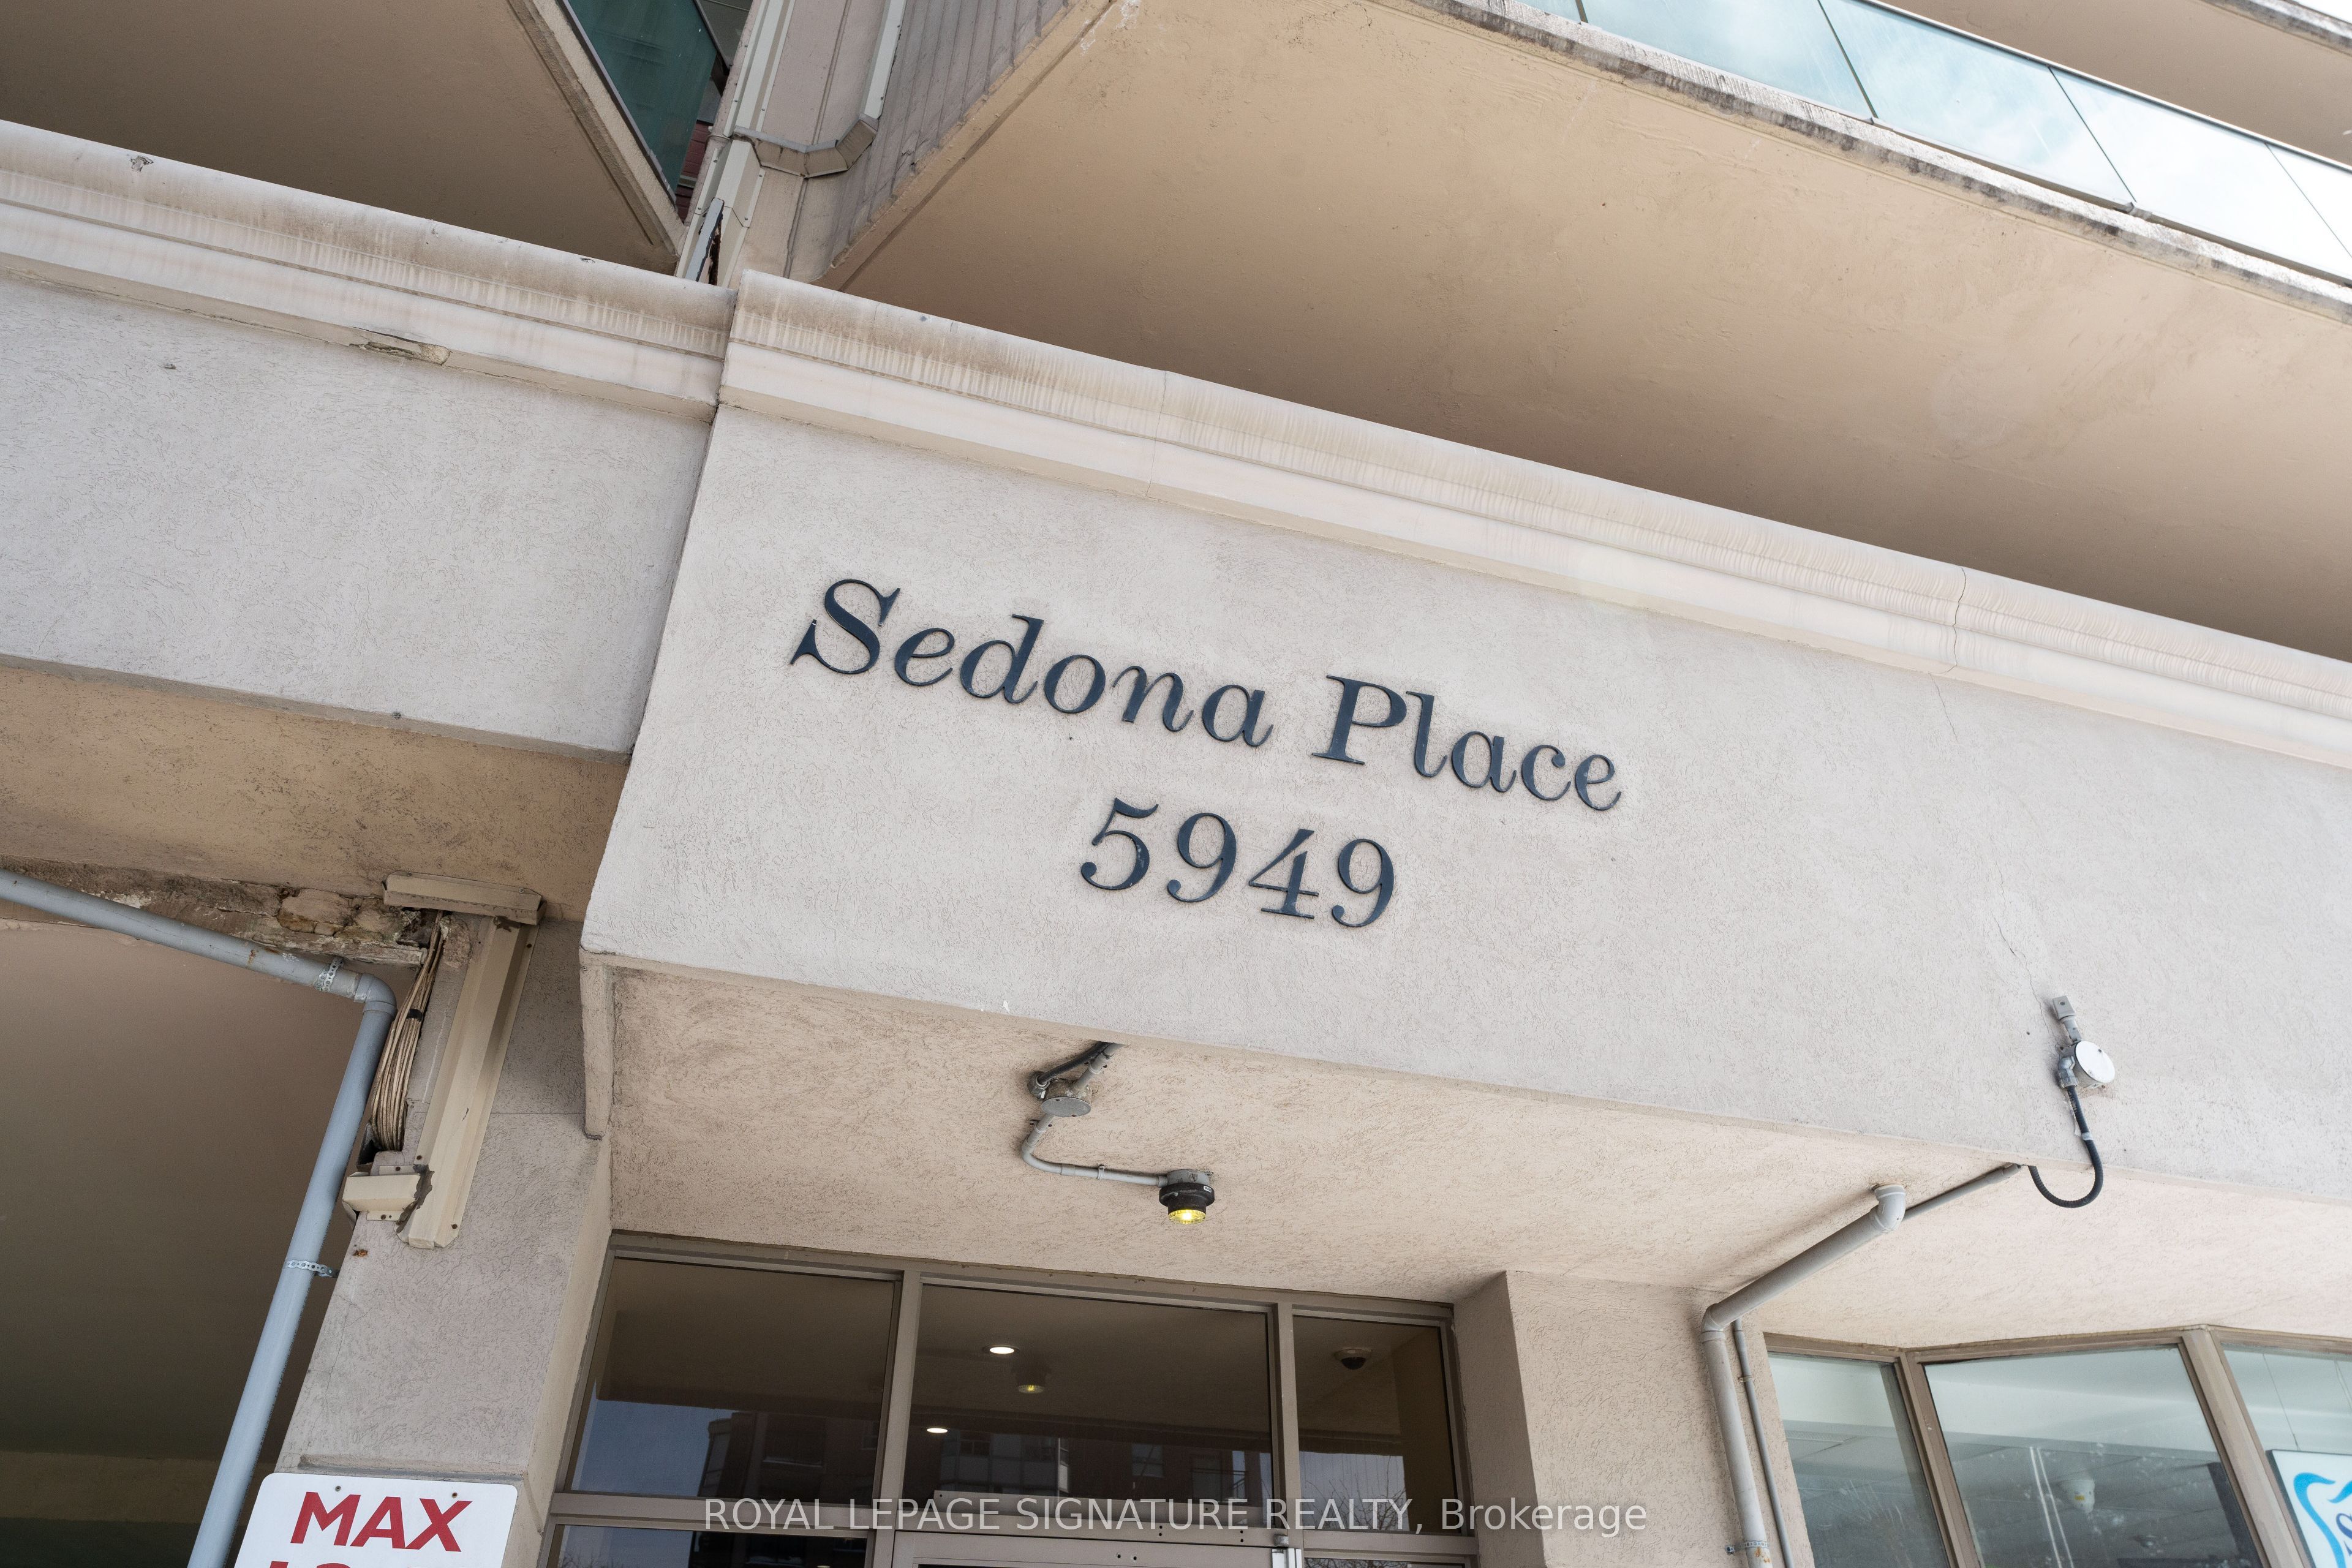 Sedona Place
5949
MAX
ROYAL LEPAGE SIGNATURE REALTY, Brokerage